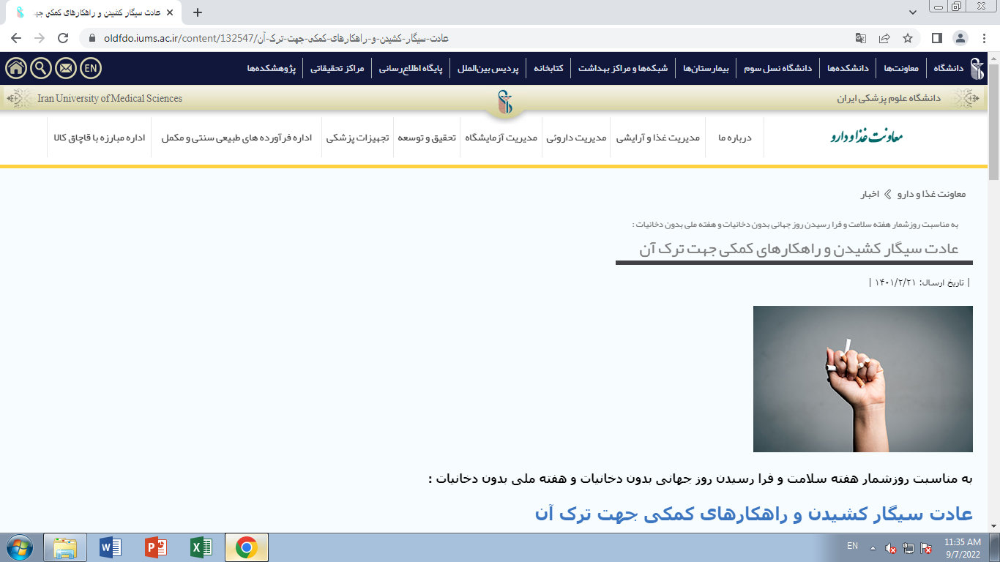 عادت سیگار کشیدن و راهکارهای کمکی جهـ
oldfdo.iums.ac.ir/content/132547/عادت-سیگار-کشیدن-و-راهکارهای-کمکی-جهت-ترک-آن
دانشگاه معاونت‌ها دانشکده‌ها دانشگاه نسل سوم بیمارستان‌ها شبکه‌ها و مراکز بهداشت کتابخانه پردیس بین‌الملل پایگاه اطلاع‌رسانی مراکز تحقیقاتی پژوهشکده‌ها EN
دانشگاه علوم پزشکی ایران Iran University of Medical Sciences
معاونت غذا و دارو درباره ما مدیریت غذا و آرایشی مدیریت داروئی مدیریت آزمایشگاه تحقیق و توسعه تجهیزات پزشکی اداره فرآورده های طبیعی سنتی و مکمل اداره مبارزه با قاچاق کالا
معاونت غذا و دارو اخبار
به مناسبت روزشمار هفته سلامت و فرا رسیدن روز جهانی بدون دخانیات و هفته ملی بدون دخانیات :
عادت سیگار کشیدن و راهکارهای کمکی جهت ترک آن
| تاریخ ارسـال: ۱۴۰۱/۲/۲۱ |
به مناسبت روزشمار هفته سلامت و فرا رسیدن روز جهانی بدون دخانیات و هفته ملی بدون دخانیات :
عادت سیگار کشیدن و راهکارهای کمکی جهت ترک آن
EN 11:35 AM
9/7/2022